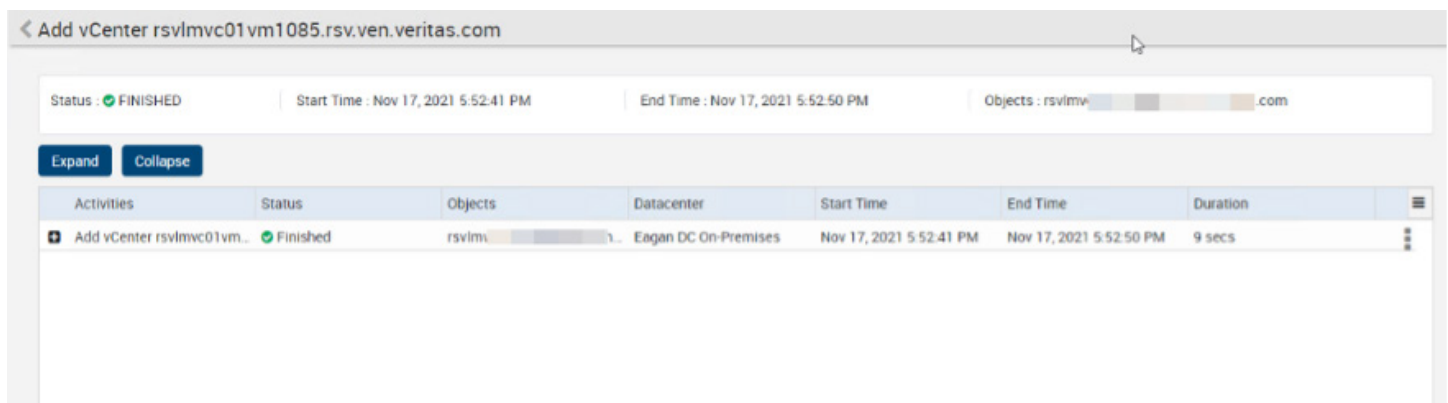 Add vCenter rsvlmvc01vm1085.rsv.ven.veritas.com
Status : FINISHED Start Time : Nov 17, 2021 5:52:41 PM End Time : Nov 17, 2021 5:52:50 PM Objects : rsvlmv .com
Expand Collapse
Activities Status Objects Datacenter Start Time End Time Duration
Add vCenter rsvlmvc01vm... Finished rsvlm ... Eagan DC On-Premises Nov 17, 2021 5:52:41 PM Nov 17, 2021 5:52:50 PM 9 secs